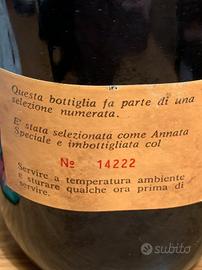 Questa bottiglia fa parte di una
selezione numerata.
E' stata selezionata come Annata
Speciale e imbottigliata col
No 14222
Servire a temperatura ambiente
e sturare qualche ora prima di
servire.
subito